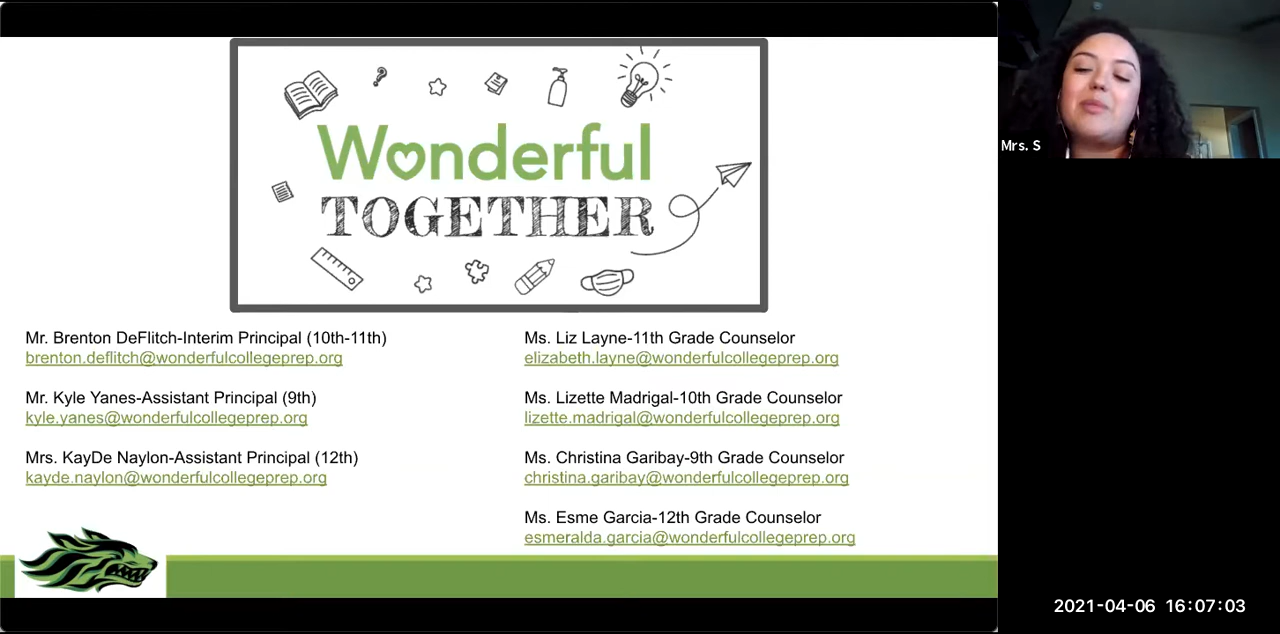 Wonderful
TOGETHER
Mrs. S
Mr. Brenton DeFlitch-Interim Principal (10th-11th)
brenton.deflitch@wonderfulcollegeprep.org
Mr. Kyle Yanes-Assistant Principal (9th)
kyle.yanes@wonderfulcollegeprep.org
Mrs. KayDe Naylon-Assistant Principal (12th)
kayde.naylon@wonderfulcollegeprep.org
Ms. Liz Layne-11th Grade Counselor
elizabeth.layne@wonderfulcollegeprep.org
Ms. Lizette Madrigal-10th Grade Counselor
lizette.madrigal@wonderfulcollegeprep.org
Ms. Christina Garibay-9th Grade Counselor
christina.garibay@wonderfulcollegeprep.org
Ms. Esme Garcia-12th Grade Counselor
esmeralda.garcia@wonderfulcollegeprep.org
2021-04-06 16:07:03